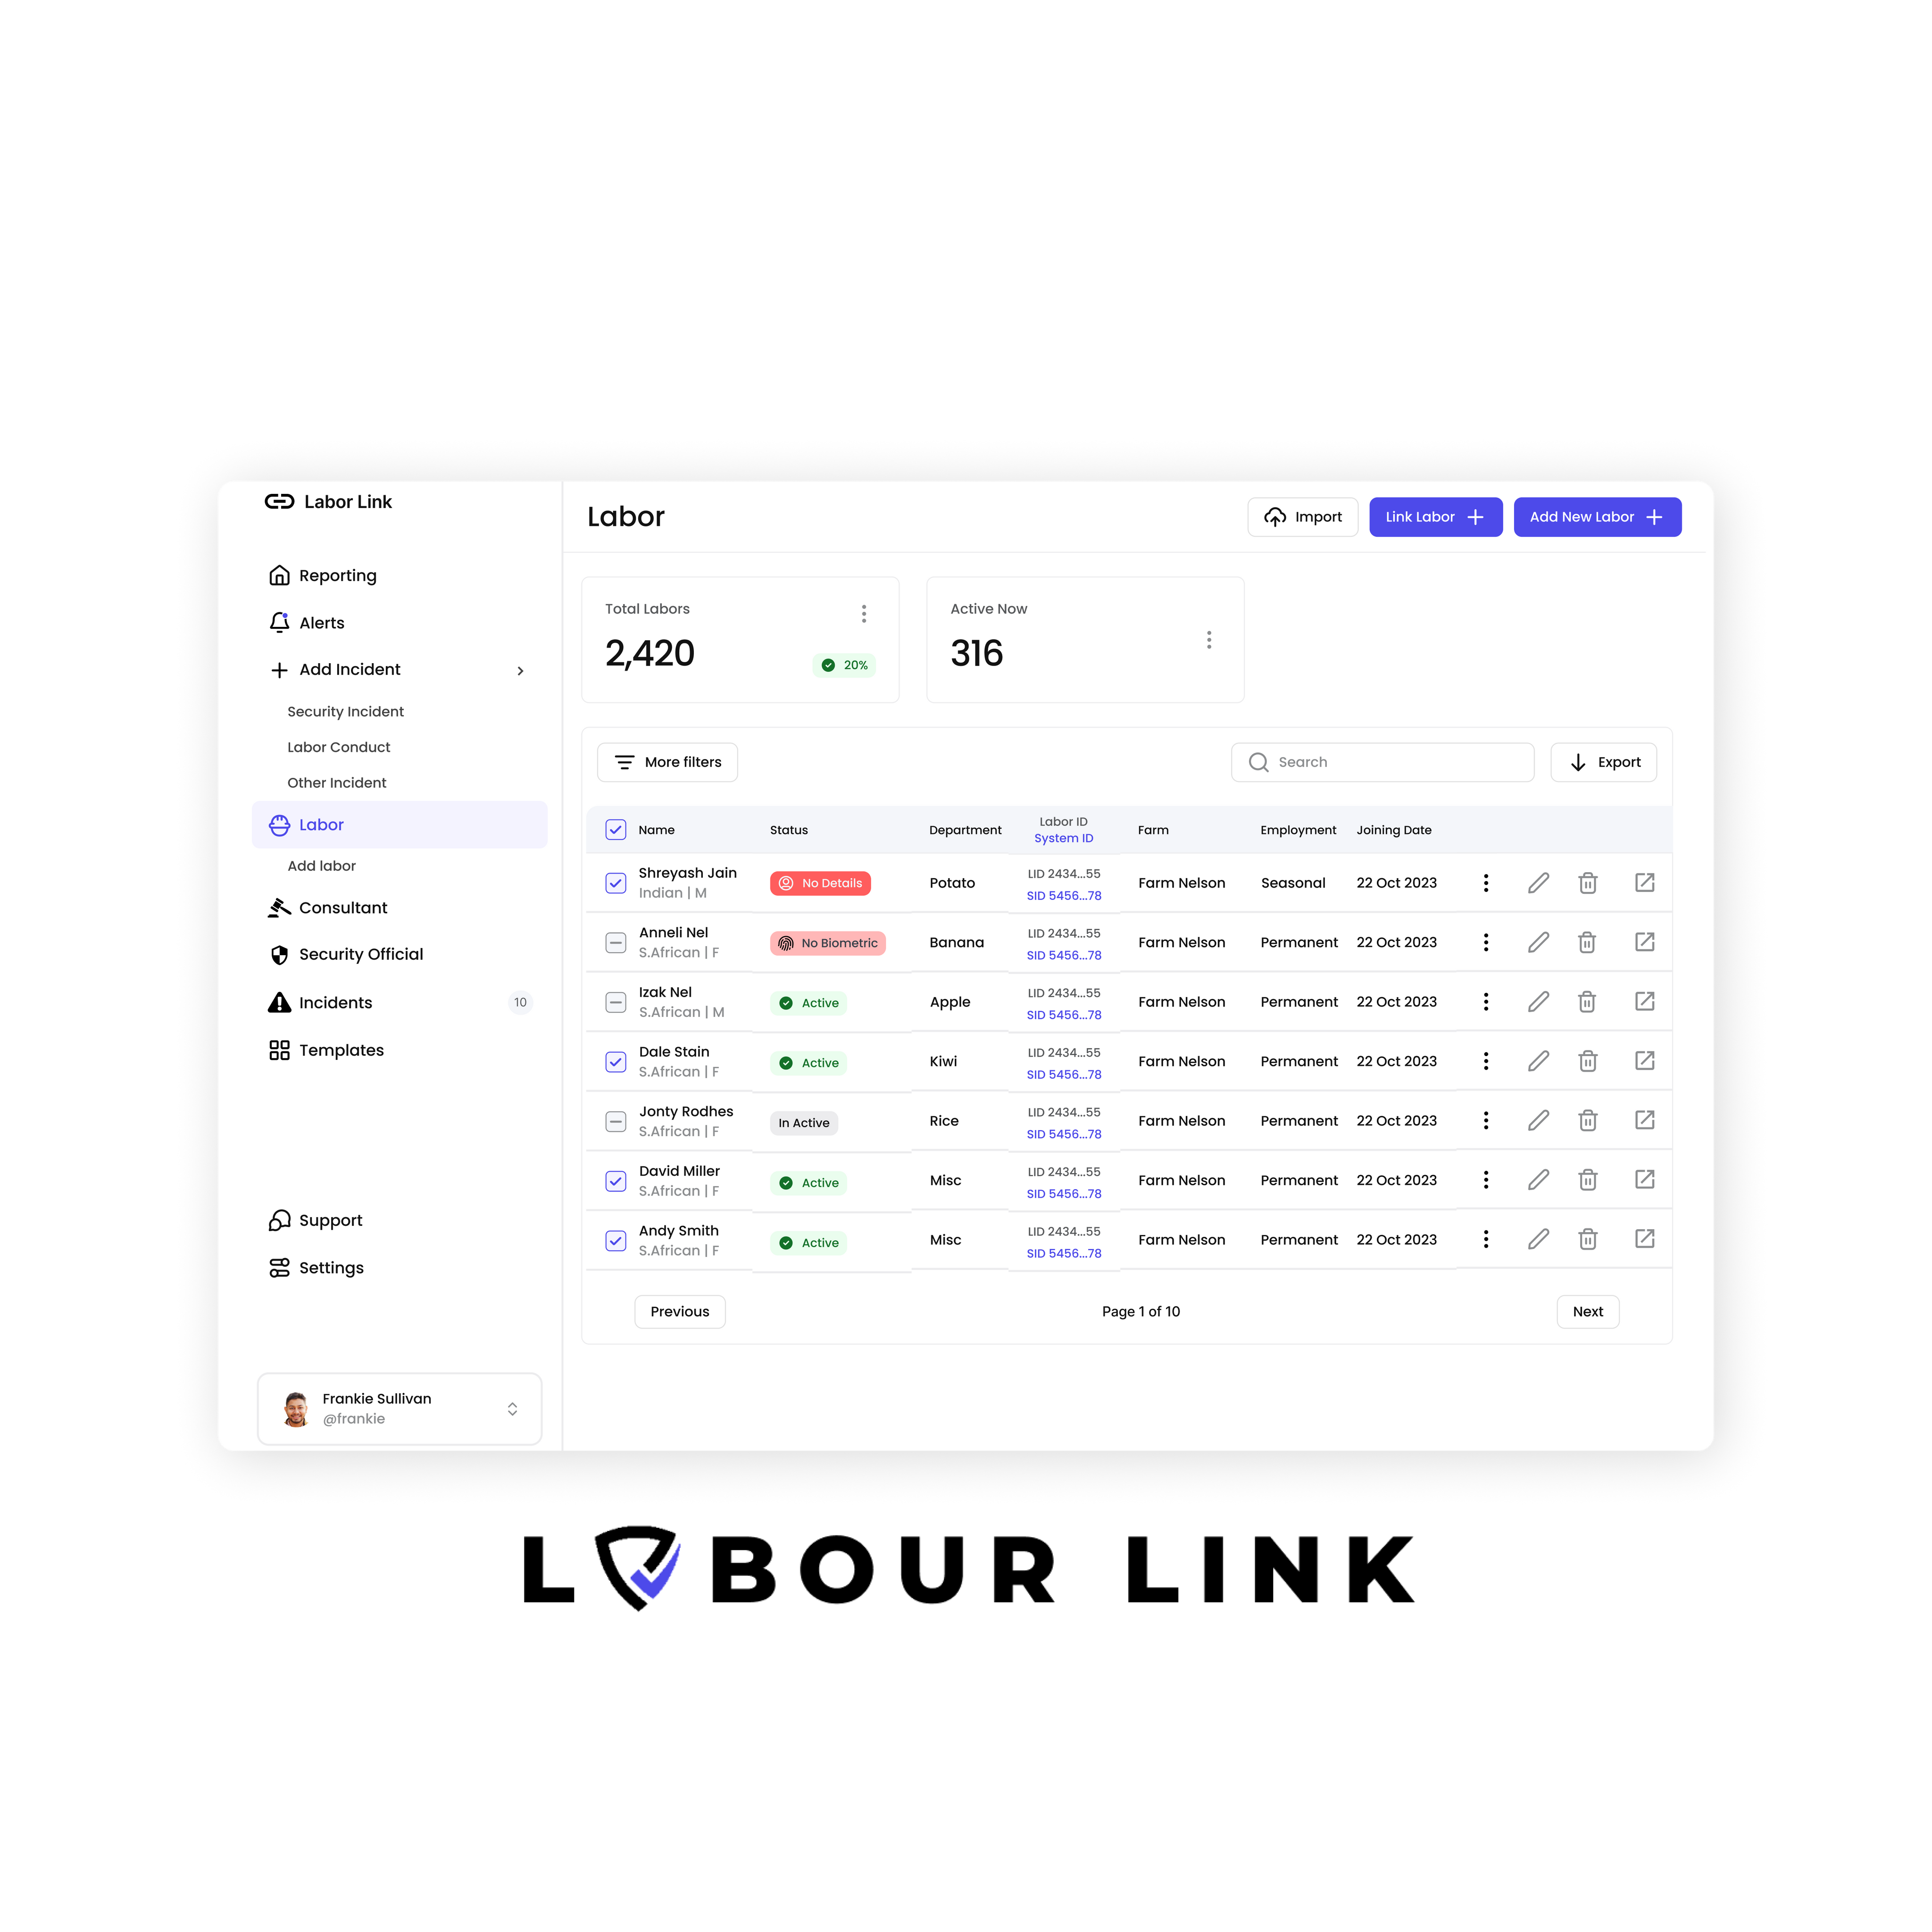 Labor Link
Reporting
Alerts
Add Incident
Security Incident
Labor Conduct
Other Incident
Labor
Add labor
Consultant
Security Official
Incidents 10
Templates
Support
Settings
Frankie Sullivan
@frankie
Labor
Import
Link Labor
Add New Labor
Total Labors
2,420
20%
Active Now
316
More filters
Search
Export
Name Status Department Labor ID System ID Farm Employment Joining Date
Shreyash Jain
Indian | M
No Details
Potato
LID 2434...55
SID 5456...78
Farm Nelson
Seasonal
22 Oct 2023
Anneli Nel
S.African | F
No Biometric
Banana
LID 2434...55
SID 5456...78
Farm Nelson
Permanent
22 Oct 2023
Izak Nel
S.African | M
Active
Apple
LID 2434...55
SID 5456...78
Farm Nelson
Permanent
22 Oct 2023
Dale Stain
S.African | F
Active
Kiwi
LID 2434...55
SID 5456...78
Farm Nelson
Permanent
22 Oct 2023
Jonty Rodhes
S.African | F
In Active
Rice
LID 2434...55
SID 5456...78
Farm Nelson
Permanent
22 Oct 2023
David Miller
S.African | F
Active
Misc
LID 2434...55
SID 5456...78
Farm Nelson
Permanent
22 Oct 2023
Andy Smith
S.African | F
Active
Misc
LID 2434...55
SID 5456...78
Farm Nelson
Permanent
22 Oct 2023
Previous
Page 1 of 10
Next
LABOUR LINK